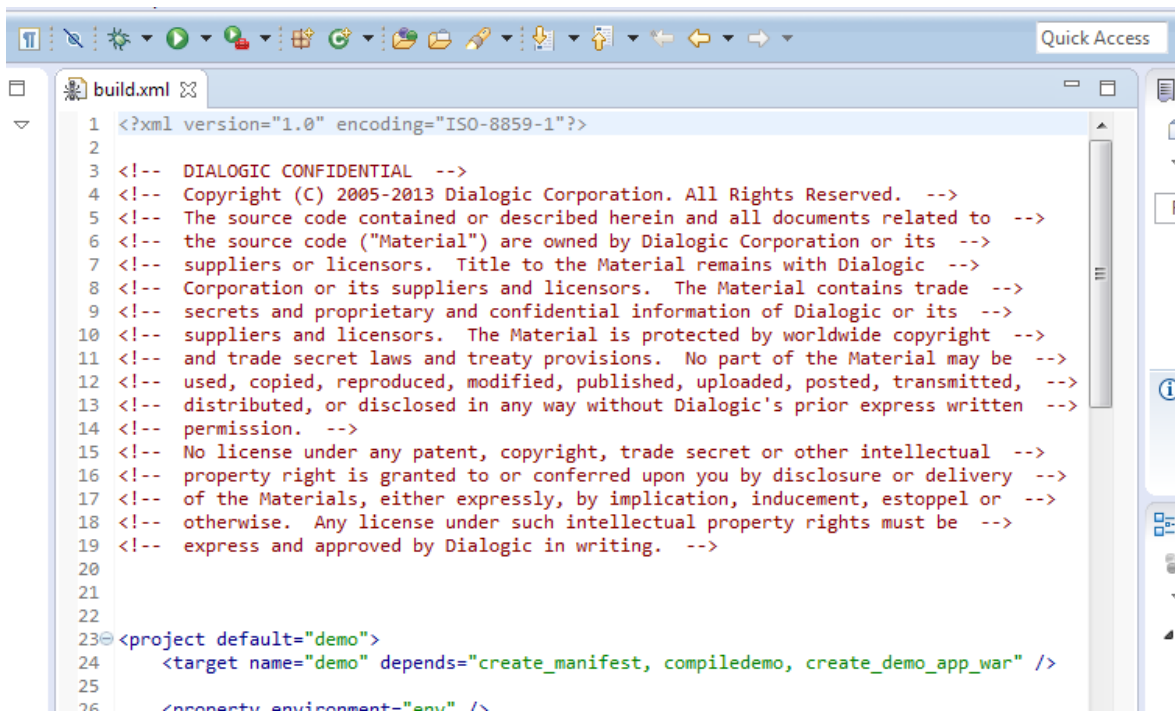 Quick Access
build.xml
1 <?xml version="1.0" encoding="ISO-8859-1"?>
2
3 <!--  DIALOGIC CONFIDENTIAL  -->
4 <!--  Copyright (C) 2005-2013 Dialogic Corporation. All Rights Reserved.  -->
5 <!--  The source code contained or described herein and all documents related to  -->
6 <!--  the source code ("Material") are owned by Dialogic Corporation or its  -->
7 <!--  suppliers or licensors.  Title to the Material remains with Dialogic  -->
8 <!--  Corporation or its suppliers and licensors.  The Material contains trade  -->
9 <!--  secrets and proprietary and confidential information of Dialogic or its  -->
10 <!--  suppliers and licensors.  The Material is protected by worldwide copyright  -->
11 <!--  and trade secret laws and treaty provisions.  No part of the Material may be  -->
12 <!--  used, copied, reproduced, modified, published, uploaded, posted, transmitted,  -->
13 <!--  distributed, or disclosed in any way without Dialogic's prior express written  -->
14 <!--  permission.  -->
15 <!--  No license under any patent, copyright, trade secret or other intellectual  -->
16 <!--  property right is granted to or conferred upon you by disclosure or delivery  -->
17 <!--  of the Materials, either expressly, by implication, inducement, estoppel or  -->
18 <!--  otherwise.  Any license under such intellectual property rights must be  -->
19 <!--  express and approved by Dialogic in writing.  -->
20
21
22
23 <project default="demo">
24     <target name="demo" depends="create_manifest, compiledemo, create_demo_app_war" />
25
26     <property environment="env" />